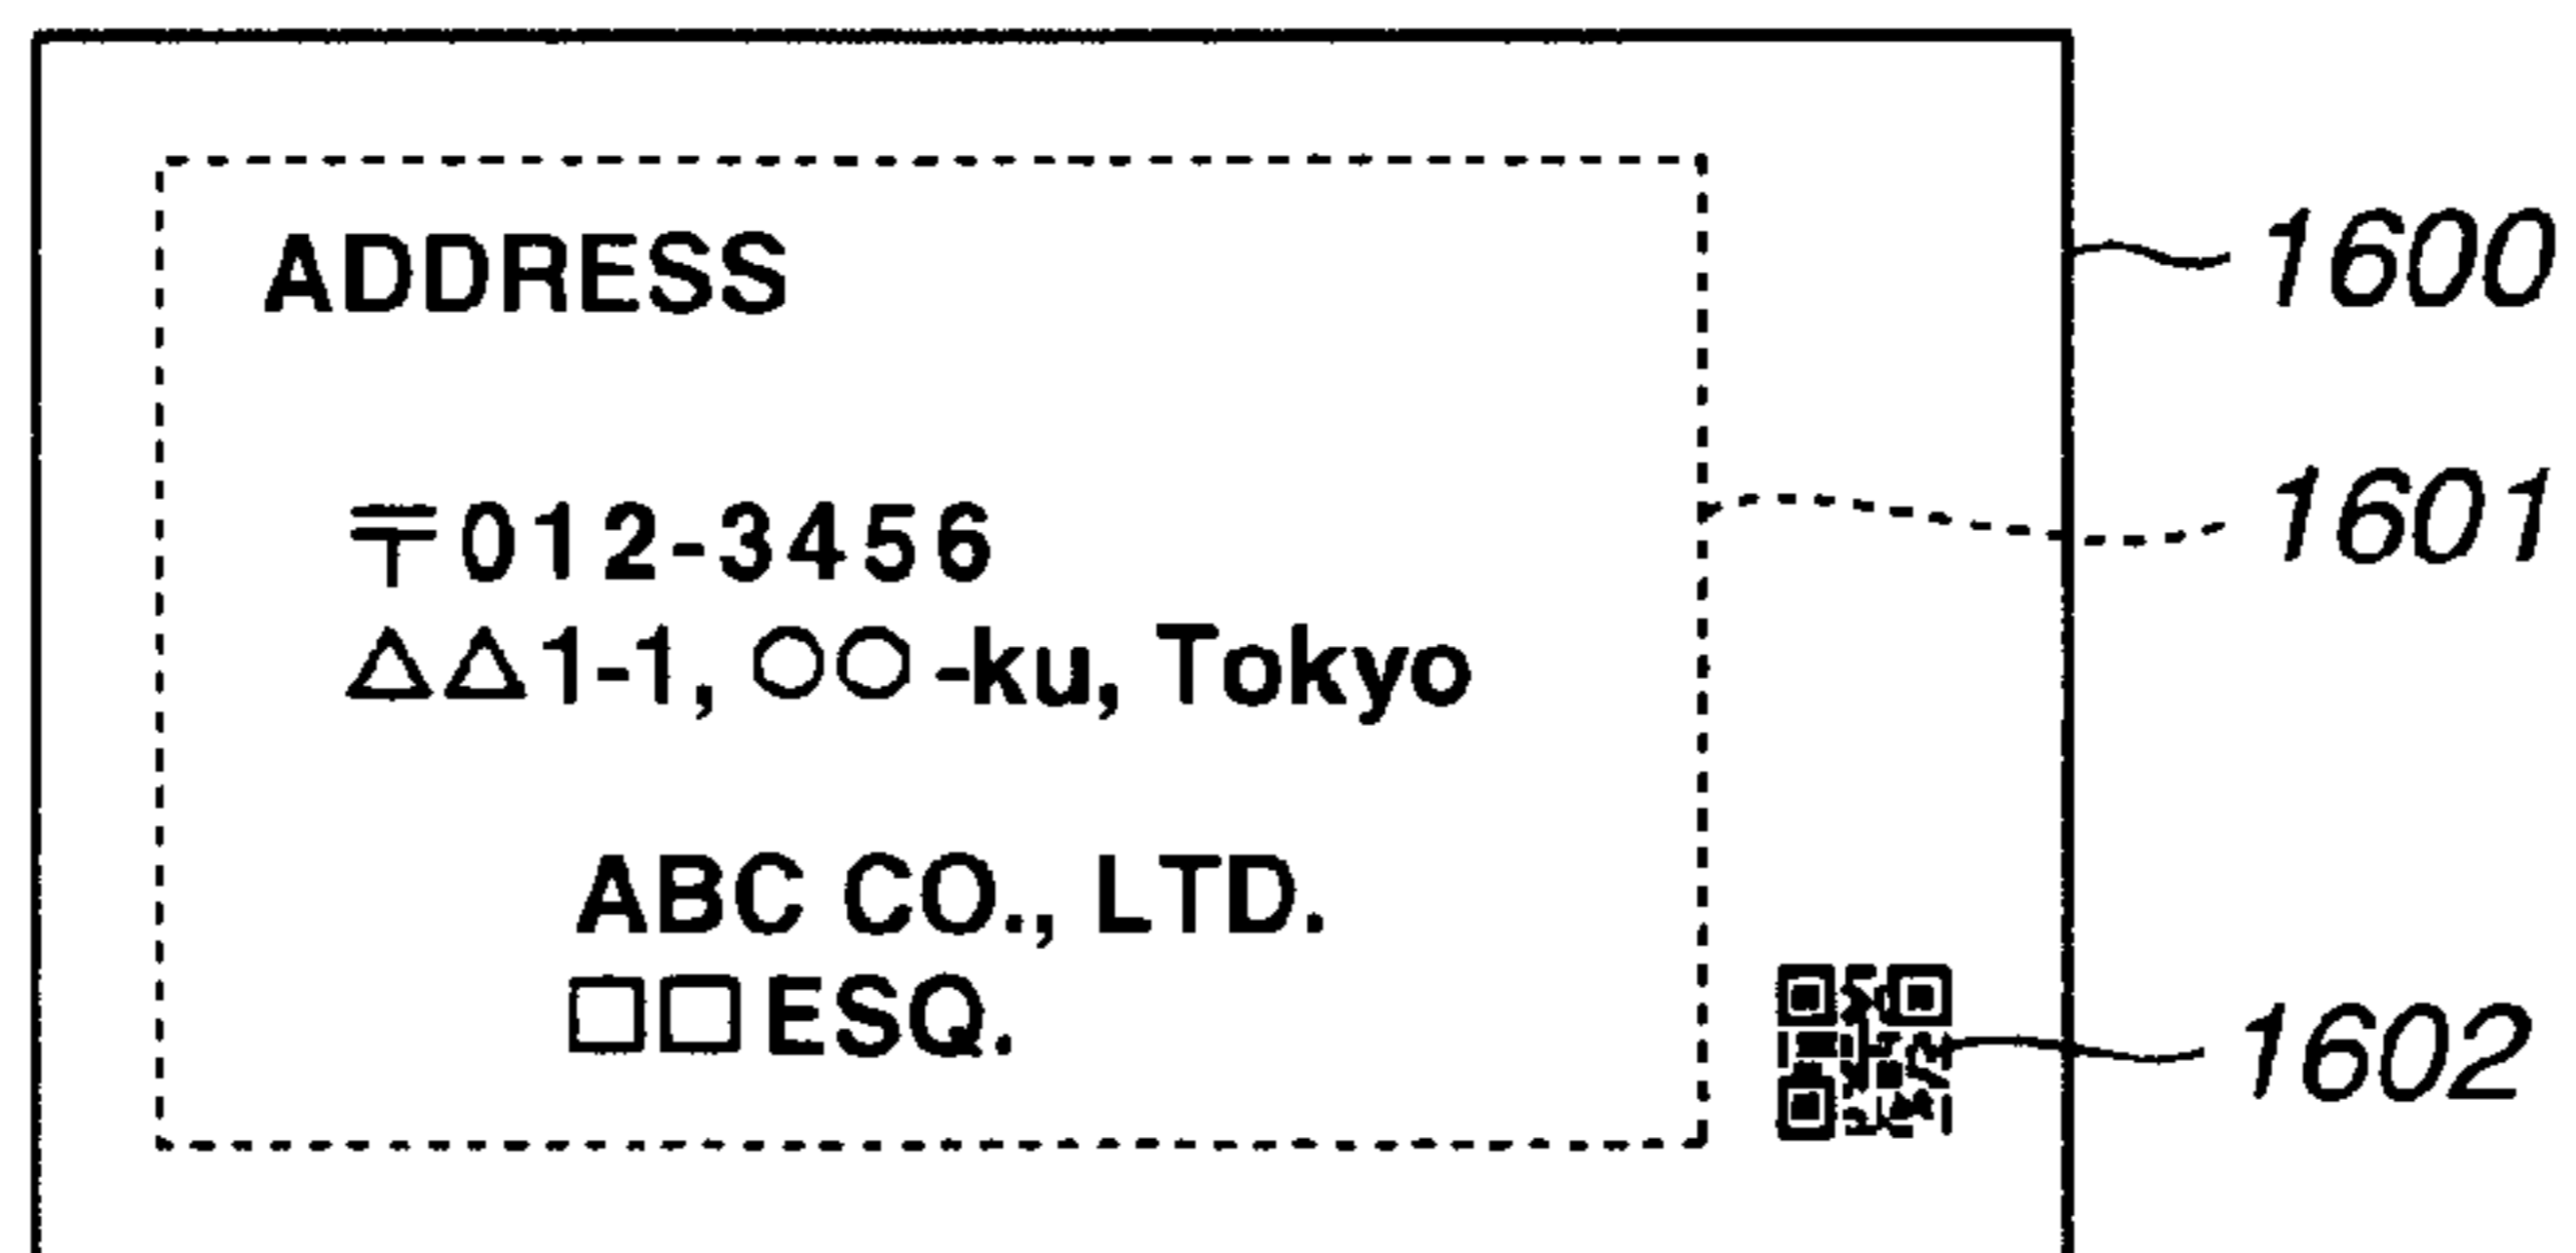 ADDRESS
1600
〒012-3456
1601
△△1-1, ○○-ku, Tokyo
ABC CO., LTD.
□□ESQ.
1602